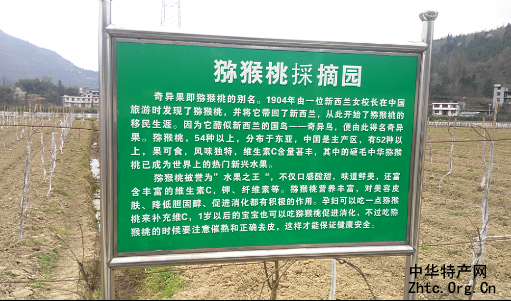 猕猴桃採摘园
奇异果即猕猴桃的别名。1904年由一位新西兰女校长在中国
旅游时发现了猕猴桃，并将它带回了新西兰，从此开始了猕猴桃的
移民生涯。因为它酷似新西兰的国鸟——奇异鸟，便由此得名奇异
果。猕猴桃，54种以上，分布于东亚，中国是主产区，有52种以
上，果可食，风味独特，维生素C含量甚丰，其中的硬毛中华猕猴
桃已成为世界上的热门新兴水果。
猕猴桃被誉为”水果之王“，不仅口感酸甜，味道鲜美，还富
含丰富的维生素C，钾、纤维素等。猕猴桃营养丰富，对美容皮
肤、降低胆固醇、促进消化都有积极的作用。孕妇可以吃一点猕猴
桃来补充维C，1岁以后的宝宝也可以吃猕猴桃促进消化，不过吃猕
猴桃的时候要注意催熟和正确去皮，这样才能保证健康安全。
中华特产网
Zhtc.Org.Cn